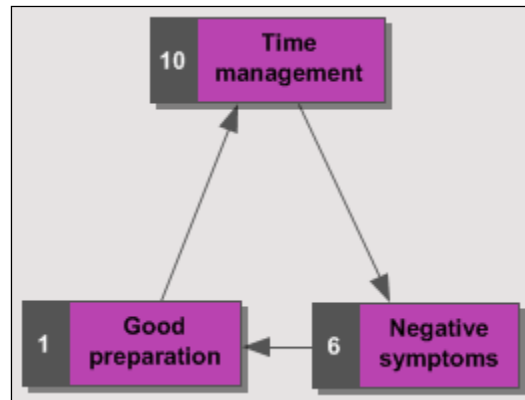 10
Time
management
1
Good
preparation
6
Negative
symptoms